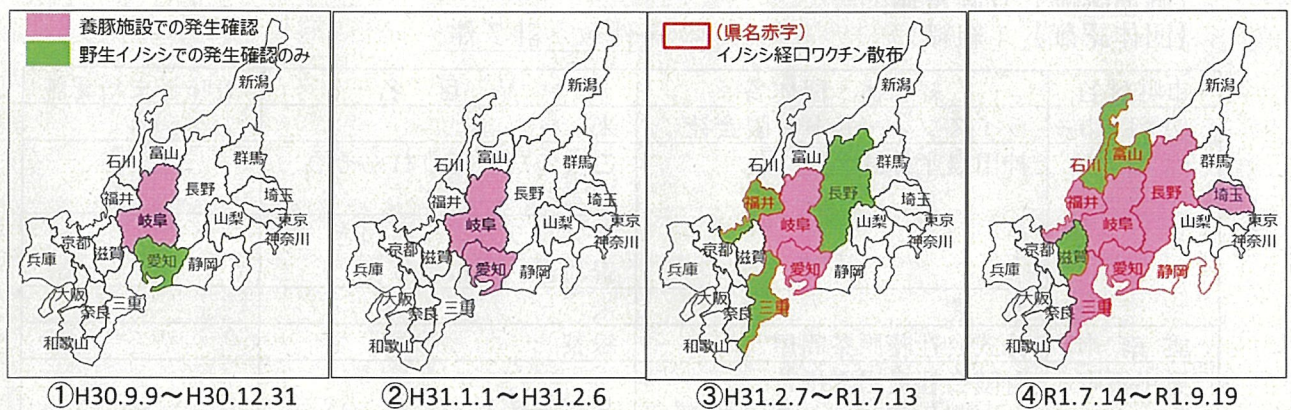 養豚施設での発生確認
野生イノシシでの発生確認のみ
新潟
富山
石川
群馬
福井
長野
埼玉
岐阜
山梨
東京
神奈川
京都
滋賀
愛知
静岡
兵庫
大阪
三重
奈良
和歌山
①H30.9.9～H30.12.31
新潟
富山
石川
群馬
福井
長野
埼玉
岐阜
山梨
東京
神奈川
京都
滋賀
愛知
静岡
兵庫
大阪
三重
奈良
和歌山
②H31.1.1～H31.2.6
(県名赤字)
イノシシ経口ワクチン散布
新潟
富山
石川
群馬
福井
長野
埼玉
岐阜
山梨
東京
神奈川
京都
滋賀
愛知
静岡
兵庫
大阪
三重
奈良
和歌山
③H31.2.7～R1.7.13
新潟
富山
石川
群馬
福井
長野
埼玉
岐阜
山梨
東京
神奈川
京都
滋賀
愛知
静岡
兵庫
大阪
三重
奈良
和歌山
④R1.7.14～R1.9.19